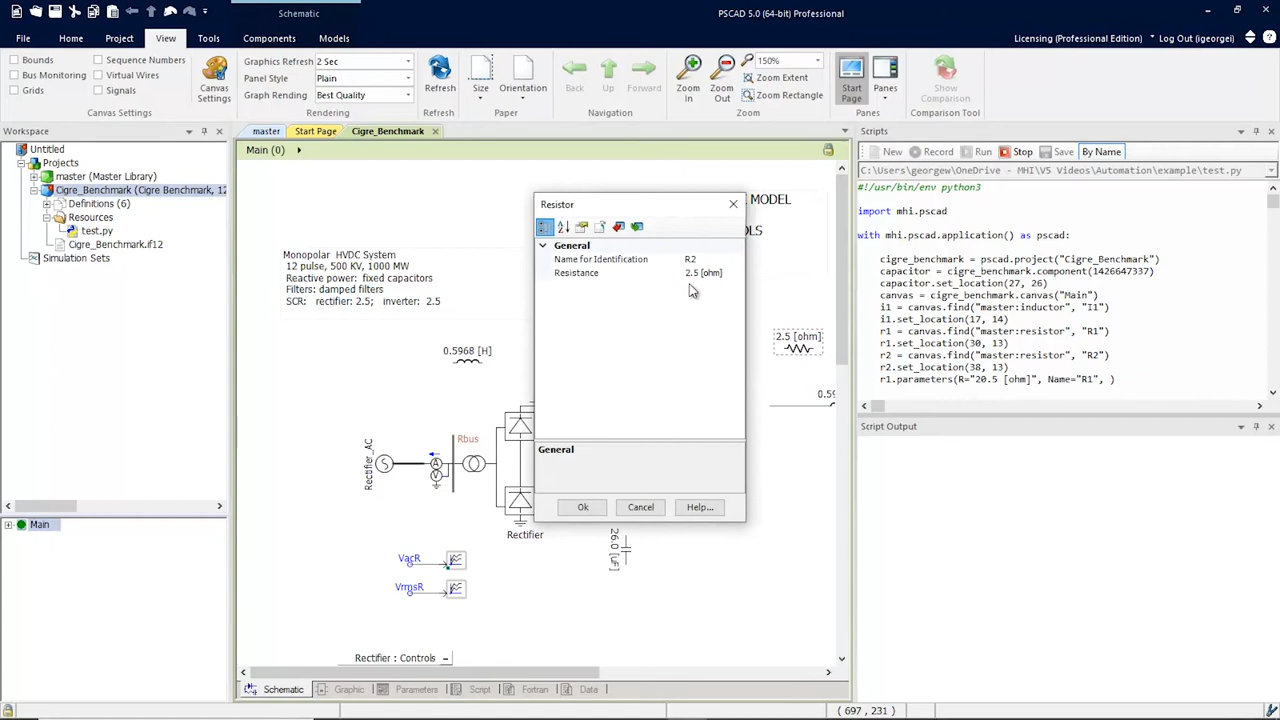 Schematic
PSCAD 5.0 (64-bit) Professional
File Home Project View Tools Components Models
Licensing (Professional Edition) Log Out (igeorgei)
Bounds Sequence Numbers
Bus Monitoring Virtual Wires
Grids Signals
Canvas Settings
Canvas Settings
Graphics Refresh 2 Sec
Panel Style Plain
Graph Rendering Best Quality
Rendering
Refresh
Refresh
Size Orientation
Paper
Back Up Forward
Navigation
Zoom In
Zoom Out
150%
Zoom Extent
Zoom Rectangle
Zoom
Start Page
Panes
Panes
Show Comparison
Comparison Tool
Workspace
Untitled
Projects
master (Master Library)
Cigre_Benchmark (Cigre Benchmark, 12
Definitions (6)
Resources
test.py
Cigre_Benchmark.if12
Simulation Sets
Main
master Start Page Cigre_Benchmark
Main (0)
MODEL
OLS
Monopolar HVDC System
12 pulse, 500 KV, 1000 MW
Reactive power: fixed capacitors
Filters: damped filters
SCR: rectifier: 2.5; inverter: 2.5
0.5968 [H]
2.5 [ohm]
0.59
Rectifier_AC
A
V
Rbus
Rectifier
26.0 [uF]
VacR
VrmsR
Rectifier : Controls
Resistor
General
Name for Identification R2
Resistance 2.5 [ohm]
General
Ok Cancel Help...
Schematic Graphic Parameters Script Fortran Data
Scripts
New Record Run Stop Save By Name
C:\Users\georgew\OneDrive - MHI\V5 Videos\Automation\example\test.py
#!/usr/bin/env python3
import mhi.pscad
with mhi.pscad.application() as pscad:
cigre_benchmark = pscad.project("Cigre_Benchmark")
capacitor = cigre_benchmark.component(1426647337)
capacitor.set_location(27, 26)
canvas = cigre_benchmark.canvas("Main")
i1 = canvas.find("master:inductor", "I1")
i1.set_location(17, 14)
r1 = canvas.find("master:resistor", "R1")
r1.set_location(30, 13)
r2 = canvas.find("master:resistor", "R2")
r2.set_location(38, 13)
r1.parameters(R="20.5 [ohm]", Name="R1", )
Script Output
( 697 , 231 )